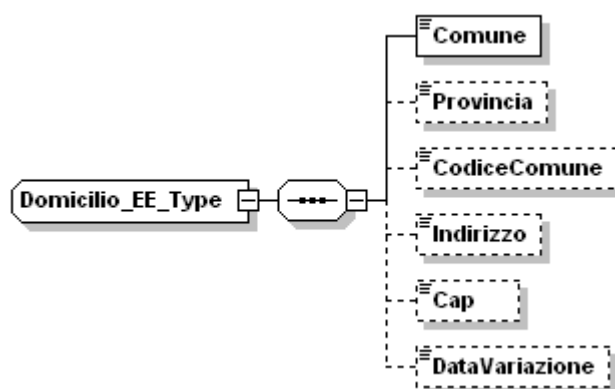 Comune
Provincia
CodiceComune
Domicilio_EE_Type
Indirizzo
Cap
DataVariazione